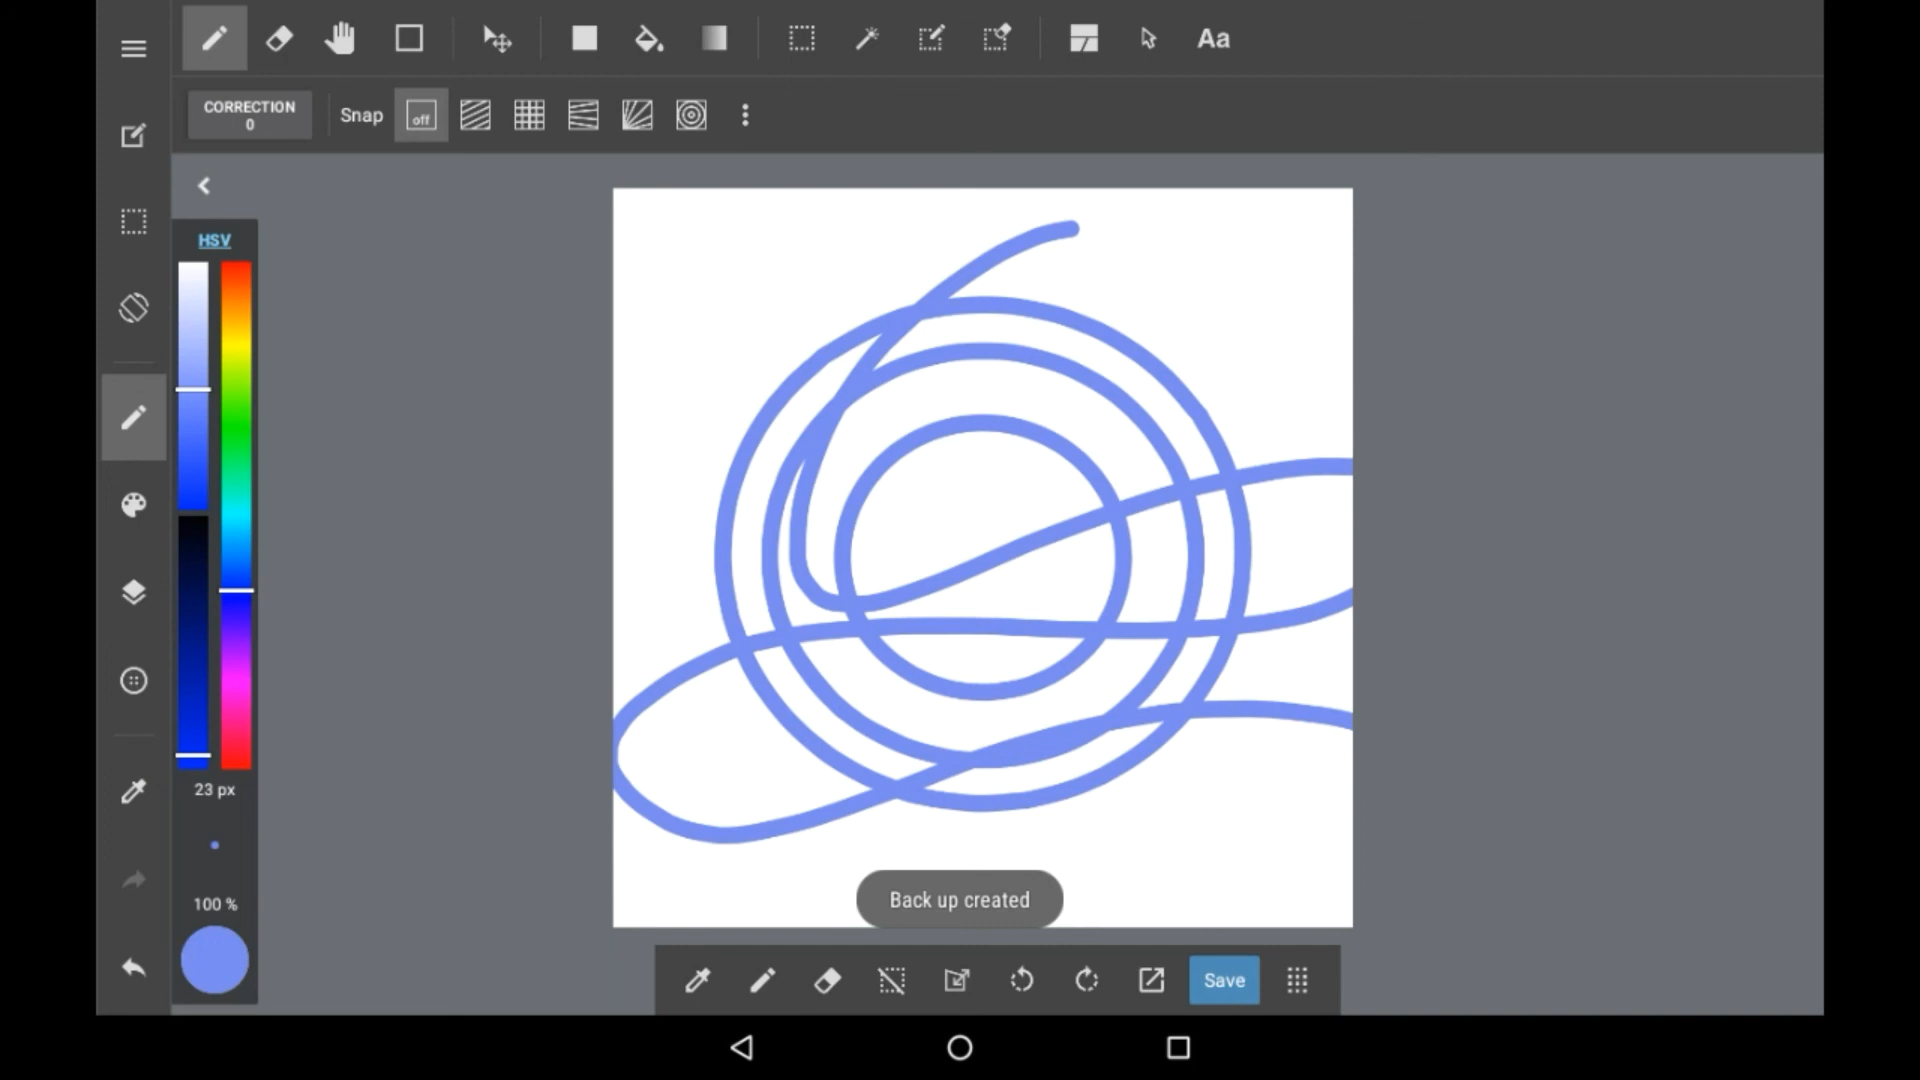 Aa
CORRECTION
0
Snap
off
HSV
23 px
100 %
Back up created
Save